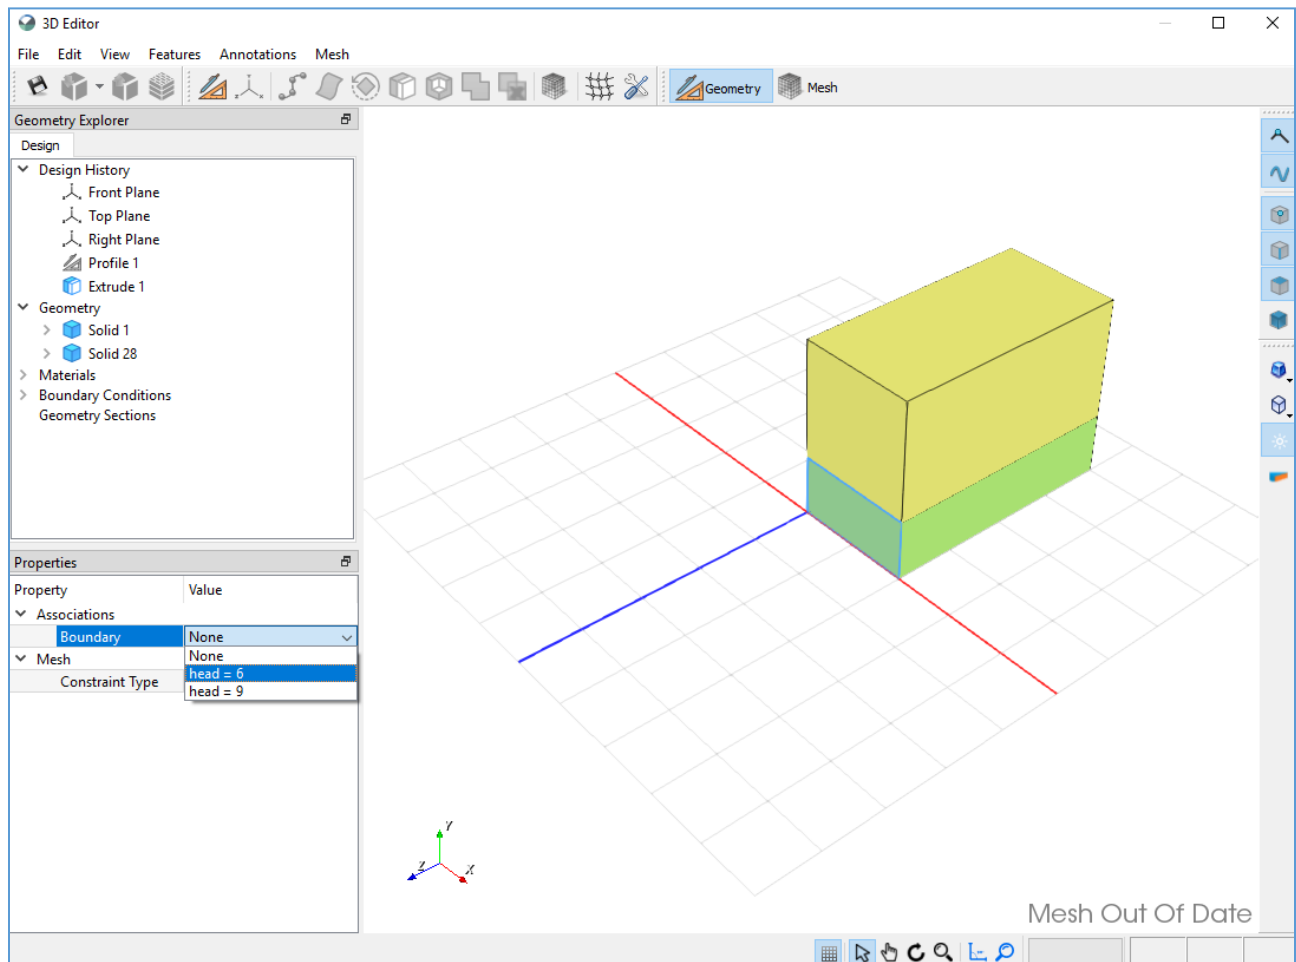 3D Editor
File Edit View Features Annotations Mesh
Geometry Mesh
Geometry Explorer
Design
Design History
Front Plane
Top Plane
Right Plane
Profile 1
Extrude 1
Geometry
Solid 1
Solid 28
Materials
Boundary Conditions
Geometry Sections
Properties
Property Value
Associations
Boundary None
None
Mesh
head = 6
Constraint Type
head = 9
Y
Z
X
Mesh Out Of Date